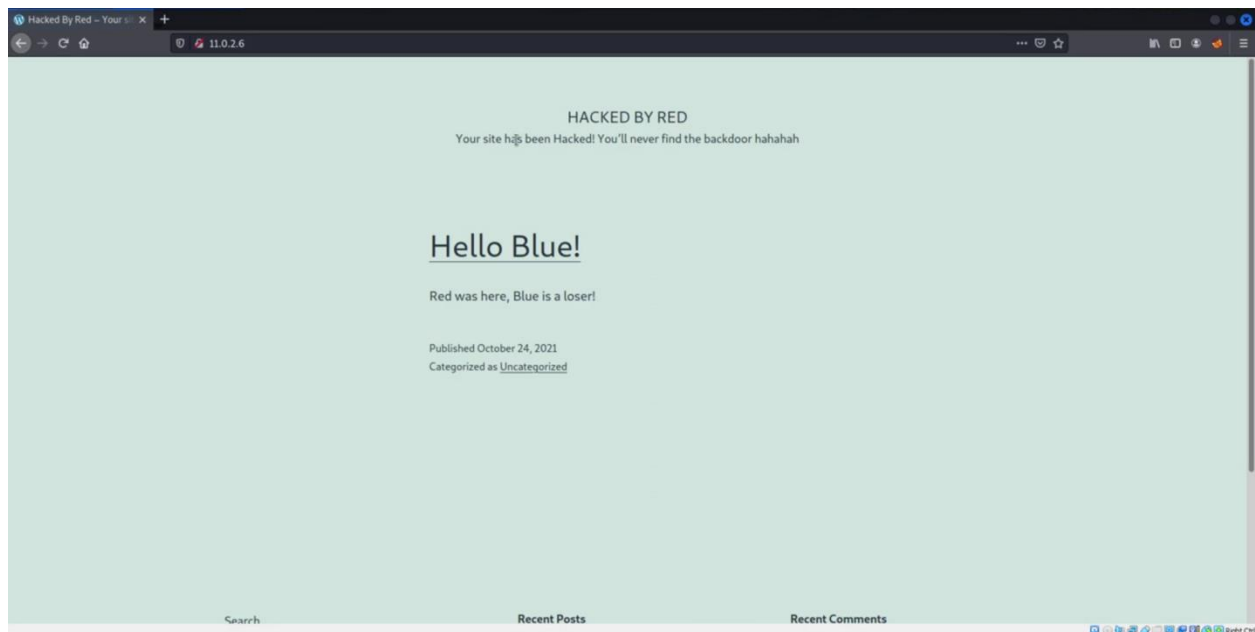 Hacked By Red – Your si
11.0.2.6
HACKED BY RED
Your site has been Hacked! You'll never find the backdoor hahahah
Hello Blue!
Red was here, Blue is a loser!
Published October 24, 2021
Categorized as Uncategorized
Search
Recent Posts
Recent Comments
Right Ctrl